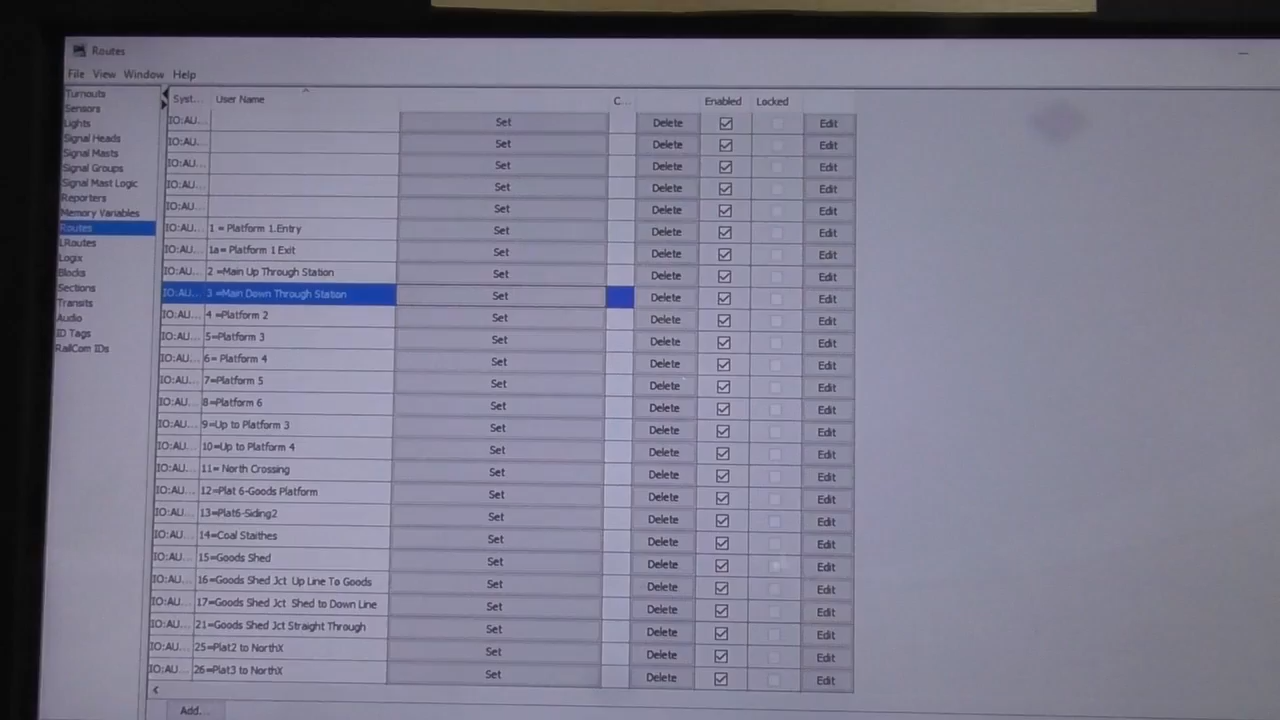 Routes
File View Window Help
Turnouts
Sensors
Lights
Signal Heads
Signal Masts
Signal Groups
Signal Mast Logic
Reporters
Memory Variables
Routes
LRoutes
Logix
Blocks
Sections
Transits
Audio
ID Tags
RailCom IDs
Syst... User Name C... Enabled Locked
IO:AU... Set Delete Edit
IO:AU... Set Delete Edit
IO:AU... Set Delete Edit
IO:AU... Set Delete Edit
IO:AU... Set Delete Edit
IO:AU... 1 = Platform 1.Entry Set Delete Edit
IO:AU... 1a= Platform 1 Exit Set Delete Edit
IO:AU... 2 =Main Up Through Station Set Delete Edit
IO:AU... 3 =Main Down Through Station Set Delete Edit
IO:AU... 4 =Platform 2 Set Delete Edit
IO:AU... 5=Platform 3 Set Delete Edit
IO:AU... 6= Platform 4 Set Delete Edit
IO:AU... 7=Platform 5 Set Delete Edit
IO:AU... 8=Platform 6 Set Delete Edit
IO:AU... 9=Up to Platform 3 Set Delete Edit
IO:AU... 10=Up to Platform 4 Set Delete Edit
IO:AU... 11= North Crossing Set Delete Edit
IO:AU... 12=Plat 6-Goods Platform Set Delete Edit
IO:AU... 13=Plat6-Siding2 Set Delete Edit
IO:AU... 14=Coal Staithes Set Delete Edit
IO:AU... 15=Goods Shed Set Delete Edit
IO:AU... 16=Goods Shed Jct Up Line To Goods Set Delete Edit
IO:AU... 17=Goods Shed Jct Shed to Down Line Set Delete Edit
IO:AU... 21=Goods Shed Jct Straight Through Set Delete Edit
IO:AU... 25=Plat2 to NorthX Set Delete Edit
IO:AU... 26=Plat3 to NorthX Set Delete Edit
Add...